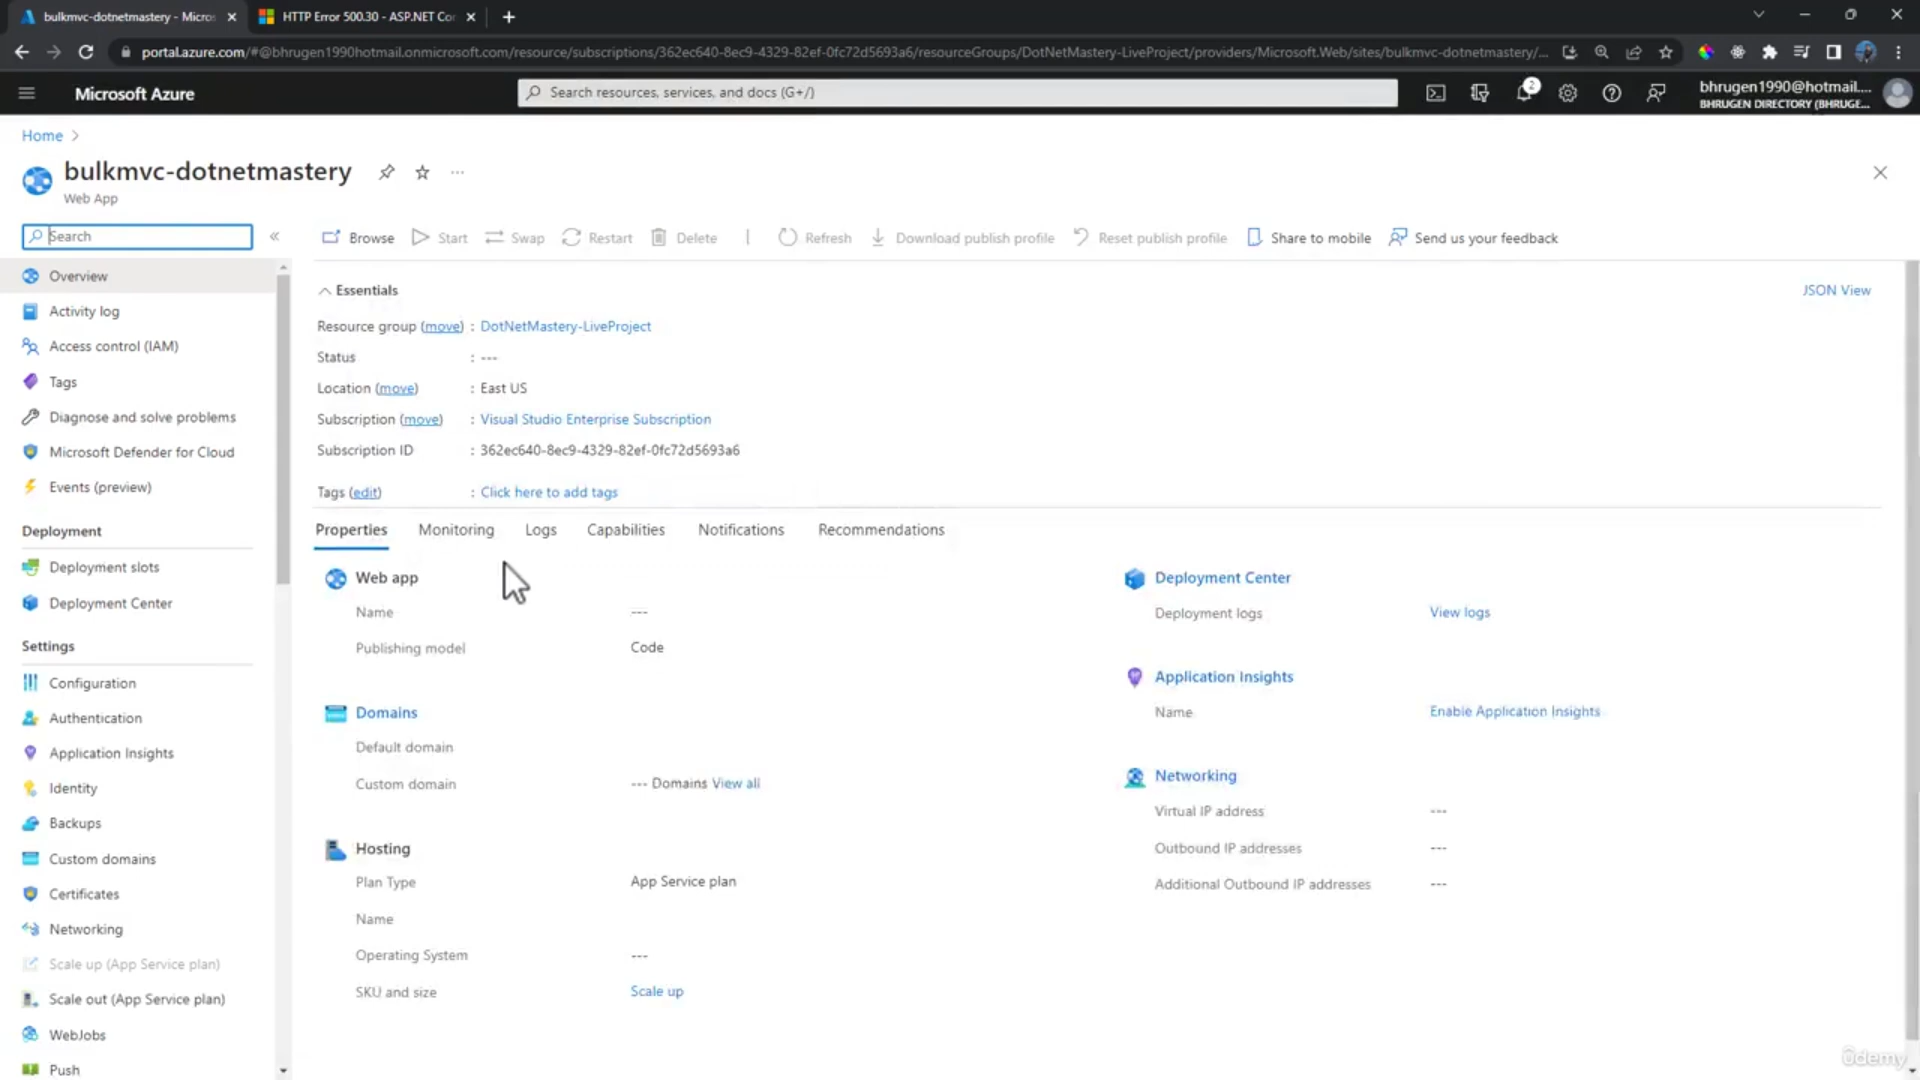 bulkmvc-dotnetmastery - Micros
HTTP Error 500.30 - ASP.NET Co
portal.azure.com/#@bhrugen1990hotmail.onmicrosoft.com/resource/subscriptions/362ec640-8ec9-4329-82ef-0fc72d5693a6/resourceGroups/DotNetMastery-LiveProject/providers/Microsoft.Web/sites/bulkmvc-dotnetmastery/...
Microsoft Azure
Search resources, services, and docs (G+/)
2
bhrugen1990@hotmail....
BHRUGEN DIRECTORY (BHRUGE...
Home
bulkmvc-dotnetmastery
Web App
Search
Browse Start Swap Restart Delete Refresh Download publish profile Reset publish profile Share to mobile Send us your feedback
Overview
Activity log
Access control (IAM)
Tags
Diagnose and solve problems
Microsoft Defender for Cloud
Events (preview)
Deployment
Deployment slots
Deployment Center
Settings
Configuration
Authentication
Application Insights
Identity
Backups
Custom domains
Certificates
Networking
Scale up (App Service plan)
Scale out (App Service plan)
WebJobs
Push
Essentials
JSON View
Resource group (move) : DotNetMastery-LiveProject
Status : ---
Location (move) : East US
Subscription (move) : Visual Studio Enterprise Subscription
Subscription ID : 362ec640-8ec9-4329-82ef-0fc72d5693a6
Tags (edit) : Click here to add tags
Properties Monitoring Logs Capabilities Notifications Recommendations
Web app
Name ---
Publishing model Code
Domains
Default domain
Custom domain --- Domains View all
Hosting
Plan Type App Service plan
Name
Operating System ---
SKU and size Scale up
Deployment Center
Deployment logs View logs
Application Insights
Name Enable Application Insights
Networking
Virtual IP address ---
Outbound IP addresses ---
Additional Outbound IP addresses ---
ûdemy